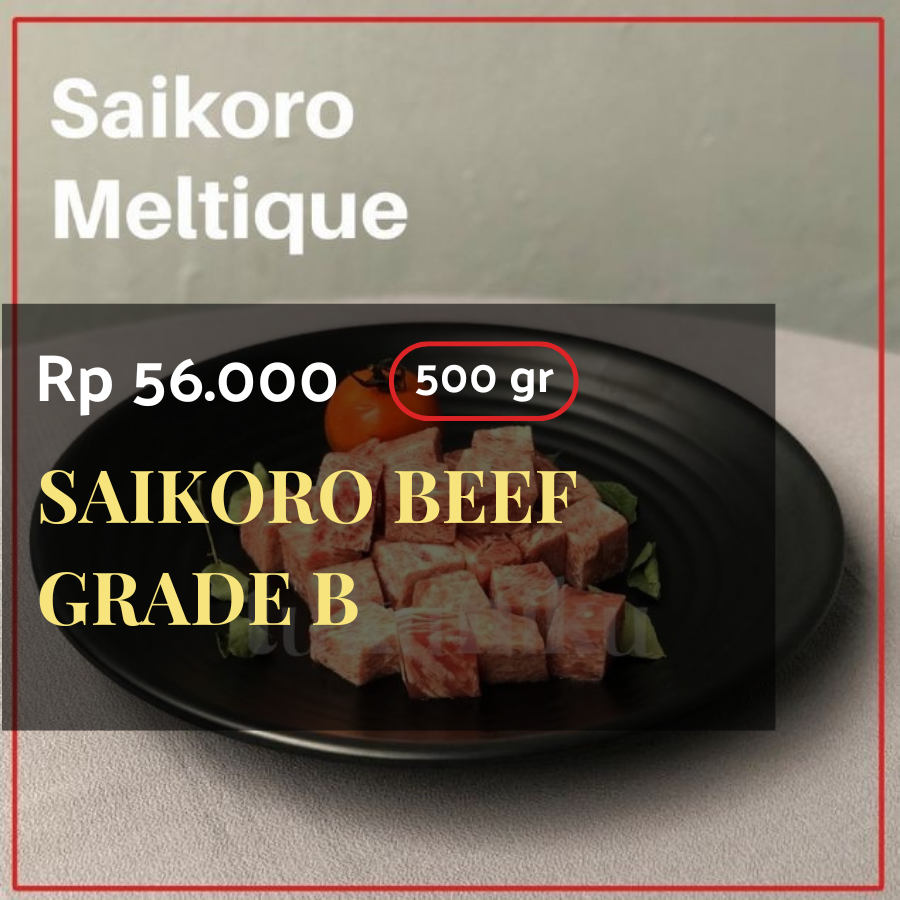 Saikoro
Meltique
Rp 56.000
500 gr
SAIKORO BEEF
GRADE B